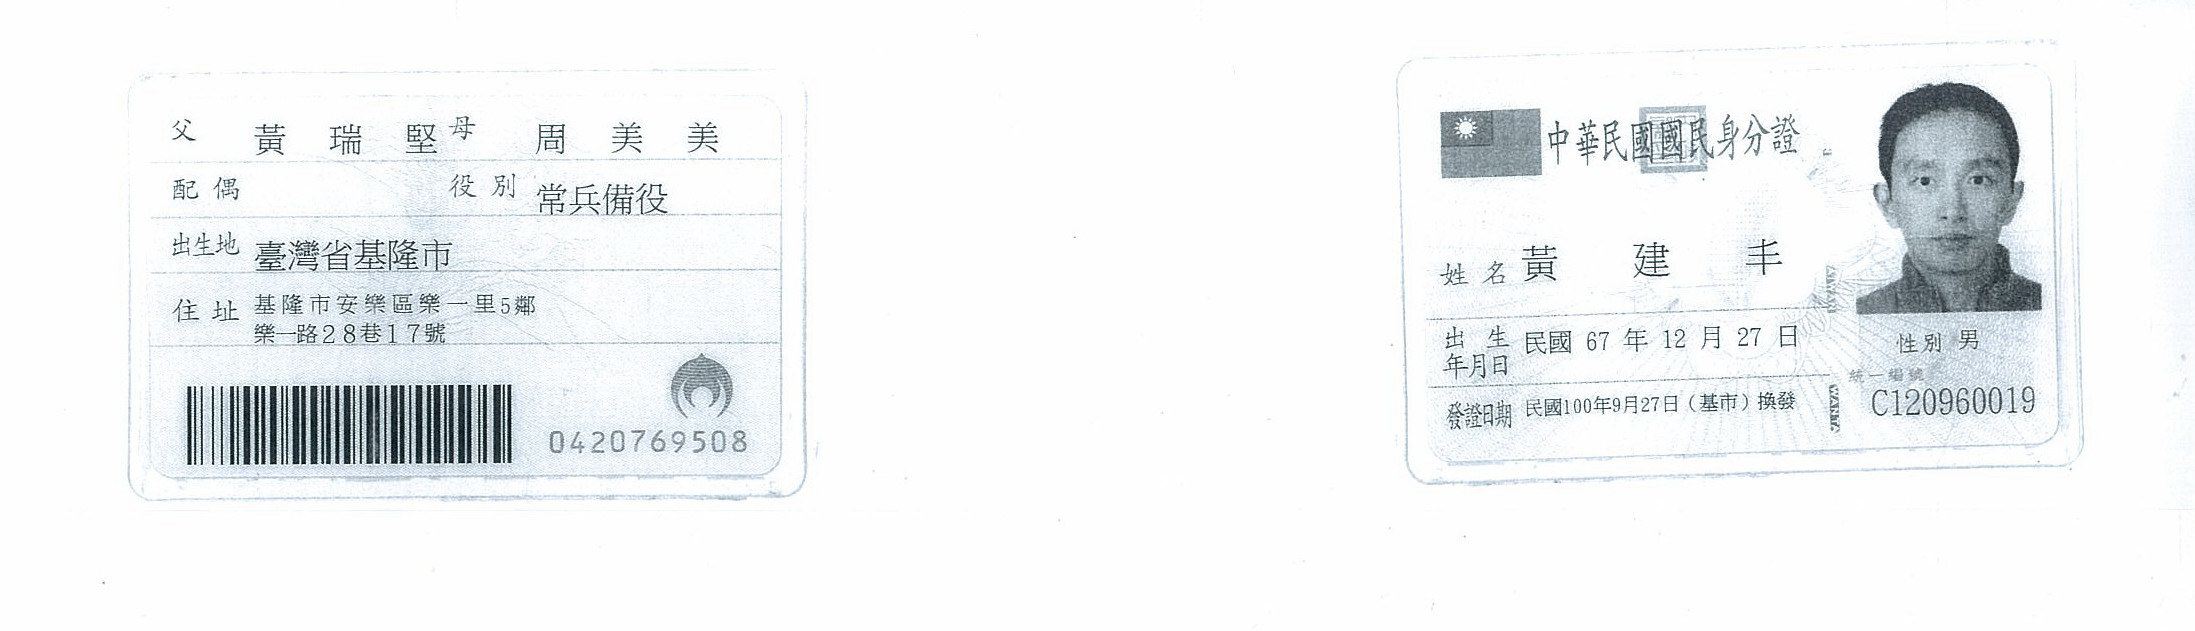 父 黃瑞堅 母 周美美
配偶 役別 常兵備役
出生地 臺灣省基隆市
住址 基隆市安樂區樂一里5鄰
樂一路28巷17號
0420769508
中華民國國民身分證
姓名 黃建丰
出生年月日 民國 67 年 12 月 27 日
性別 男
發證日期 民國100年9月27日(基市)換發
統一編號
C120960019